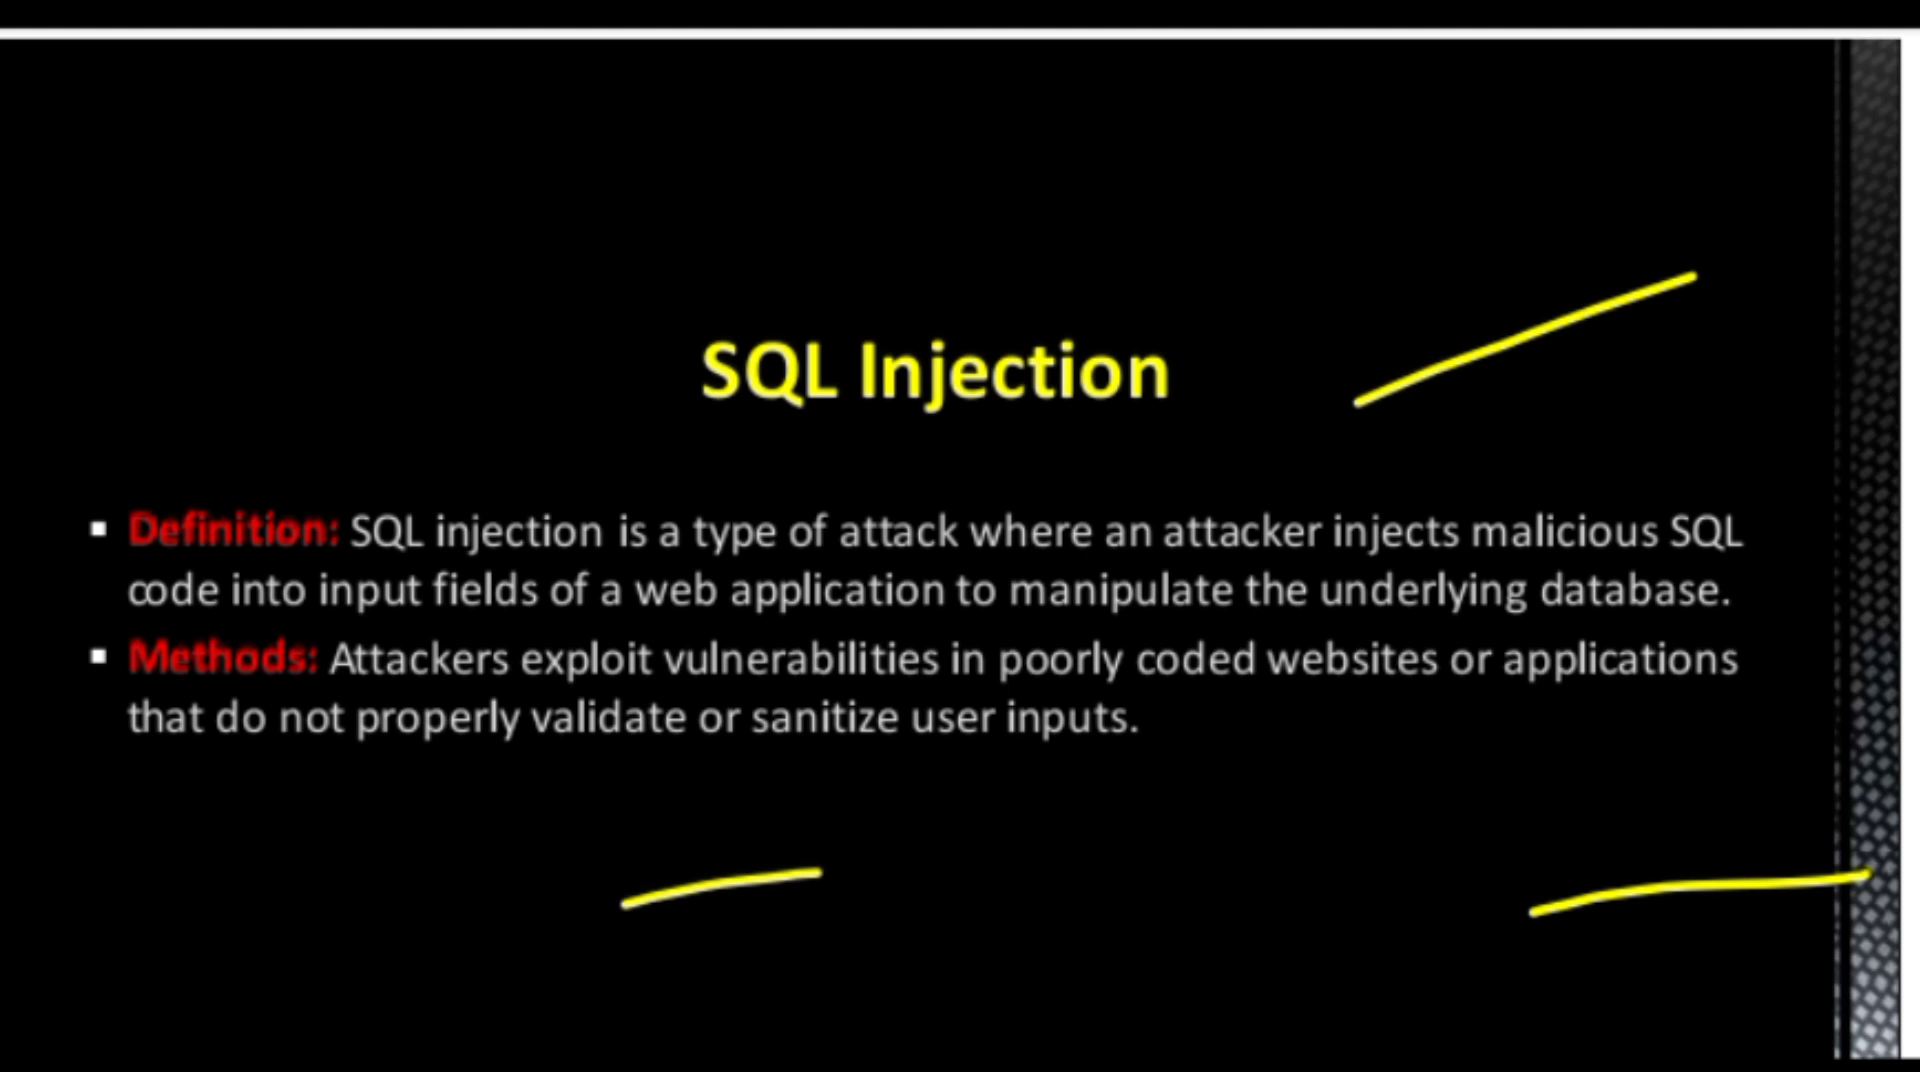 SQL Injection
▪ Definition: SQL injection is a type of attack where an attacker injects malicious SQL
code into input fields of a web application to manipulate the underlying database.
▪ Methods: Attackers exploit vulnerabilities in poorly coded websites or applications
that do not properly validate or sanitize user inputs.